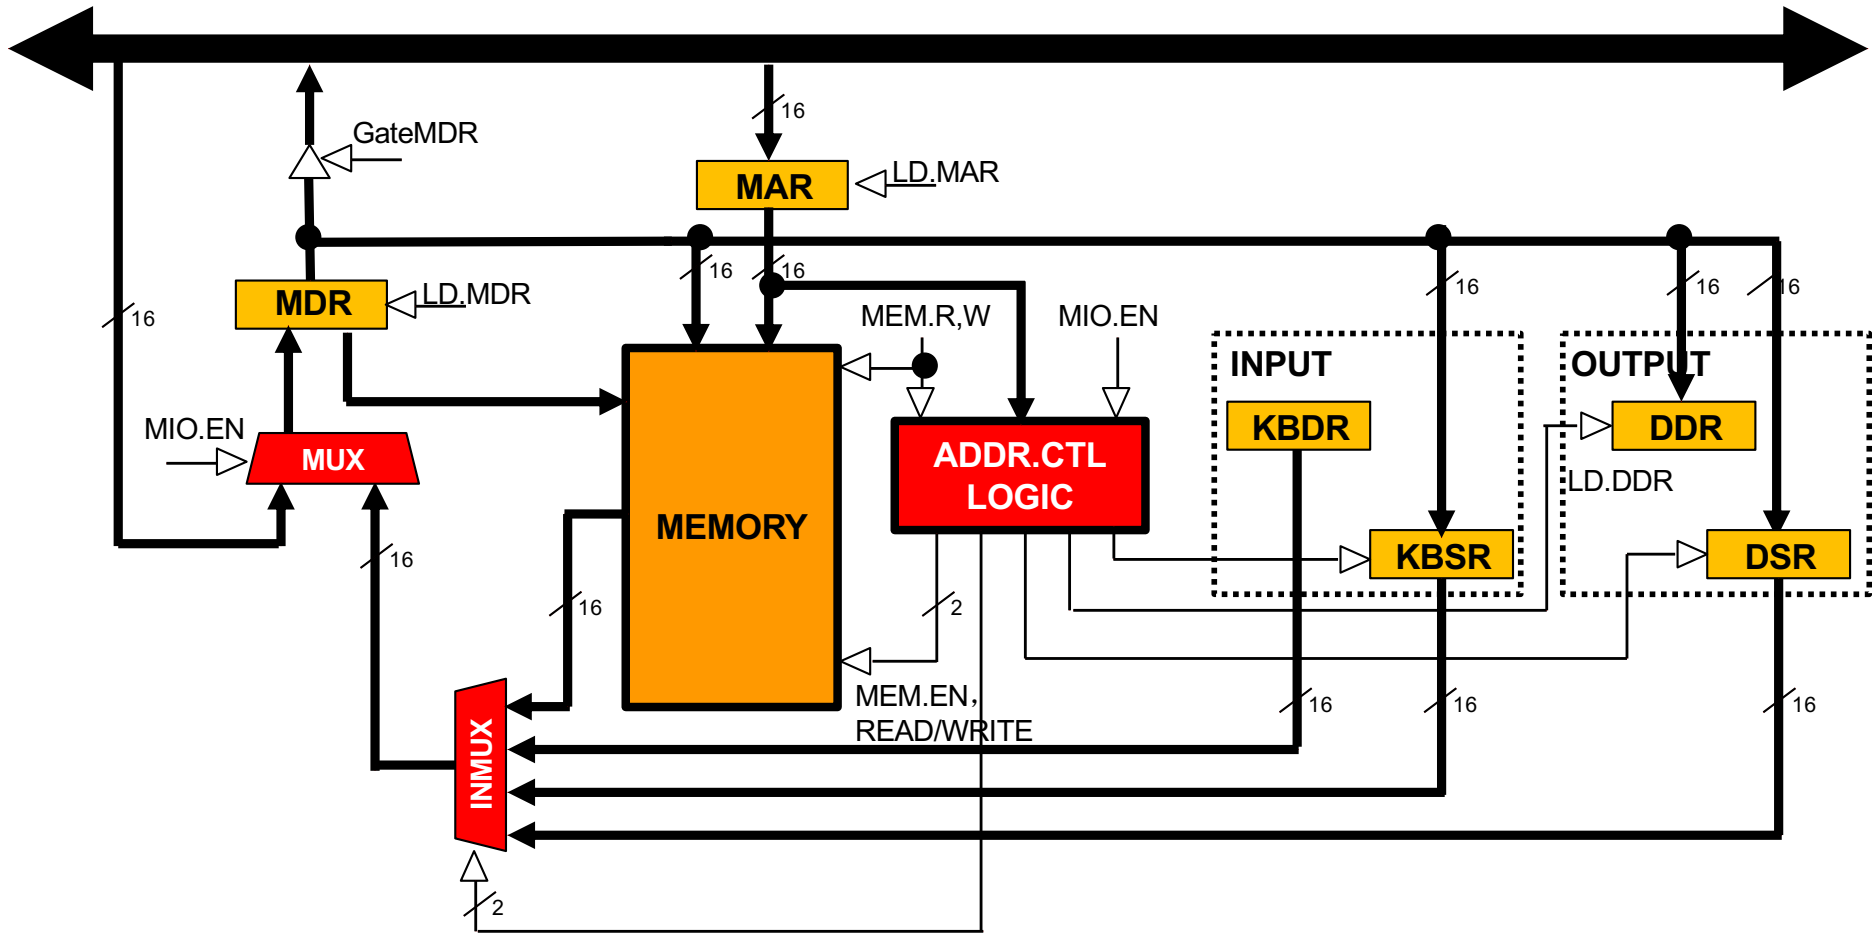 16
GateMDR
MAR
LD.MAR
16
16
16
16
16
MDR
LD.MDR
16
MEM.R,W
MIO.EN
INPUT
OUTPUT
MIO.EN
MUX
KBDR
DDR
ADDR.CTL
LOGIC
LD.DDR
MEMORY
KBSR
DSR
16
16
2
MEM.EN，
READ/WRITE
16
16
16
INMUX
2